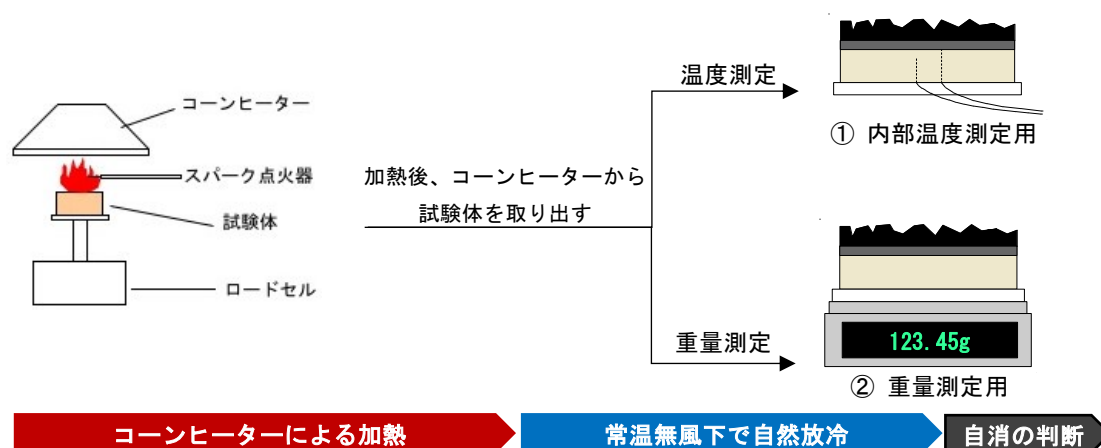 コーンヒーター
スパーク点火器
試験体
ロードセル
加熱後、コーンヒーターから
試験体を取り出す
温度測定
① 内部温度測定用
重量測定
123.45g
② 重量測定用
コーンヒーターによる加熱
常温無風下で自然放冷
自消の判断